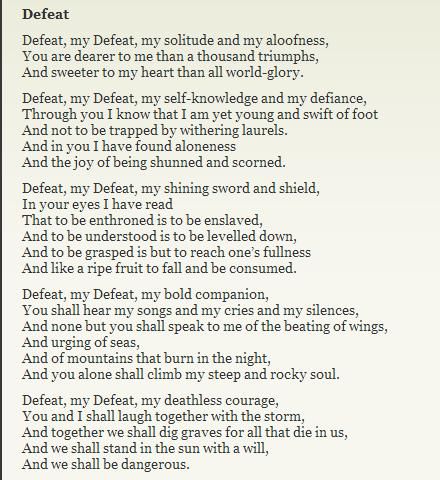 Defeat
Defeat, my Defeat, my solitude and my aloofness,
You are dearer to me than a thousand triumphs,
And sweeter to my heart than all world-glory.
Defeat, my Defeat, my self-knowledge and my defiance,
Through you I know that I am yet young and swift of foot
And not to be trapped by withering laurels.
And in you I have found aloneness
And the joy of being shunned and scorned.
Defeat, my Defeat, my shining sword and shield,
In your eyes I have read
That to be enthroned is to be enslaved,
And to be understood is to be levelled down,
And to be grasped is but to reach one’s fullness
And like a ripe fruit to fall and be consumed.
Defeat, my Defeat, my bold companion,
You shall hear my songs and my cries and my silences,
And none but you shall speak to me of the beating of wings,
And urging of seas,
And of mountains that burn in the night,
And you alone shall climb my steep and rocky soul.
Defeat, my Defeat, my deathless courage,
You and I shall laugh together with the storm,
And together we shall dig graves for all that die in us,
And we shall stand in the sun with a will,
And we shall be dangerous.